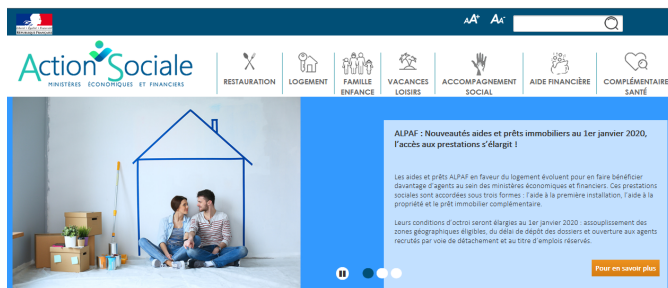 A A+ A A-
Action Sociale
MINISTÈRES ÉCONOMIQUES ET FINANCIERS
RESTAURATION
LOGEMENT
FAMILLE
ENFANCE
VACANCES
LOISIRS
ACCOMPAGNEMENT
SOCIAL
AIDE FINANCIÈRE
COMPLÉMENTAIRE
SANTÉ
ALPAF : Nouveautés aides et prêts immobiliers au 1er janvier 2020,
l'accès aux prestations s'élargit !
Les aides et prêts ALPAF en faveur du logement évoluent pour en faire bénéficier
davantage d'agents au sein des ministères économiques et financiers. Ces prestations
sociales sont accordées sous trois formes : l'aide à la première installation, l'aide à la
propriété et le prêt immobilier complémentaire.
Leurs conditions d'octroi seront élargies au 1er janvier 2020 : assouplissement des
zones géographiques éligibles, du délai de dépôt des dossiers et ouverture aux agents
recrutés par voie de détachement et au titre d'emplois réservés.
Pour en savoir plus